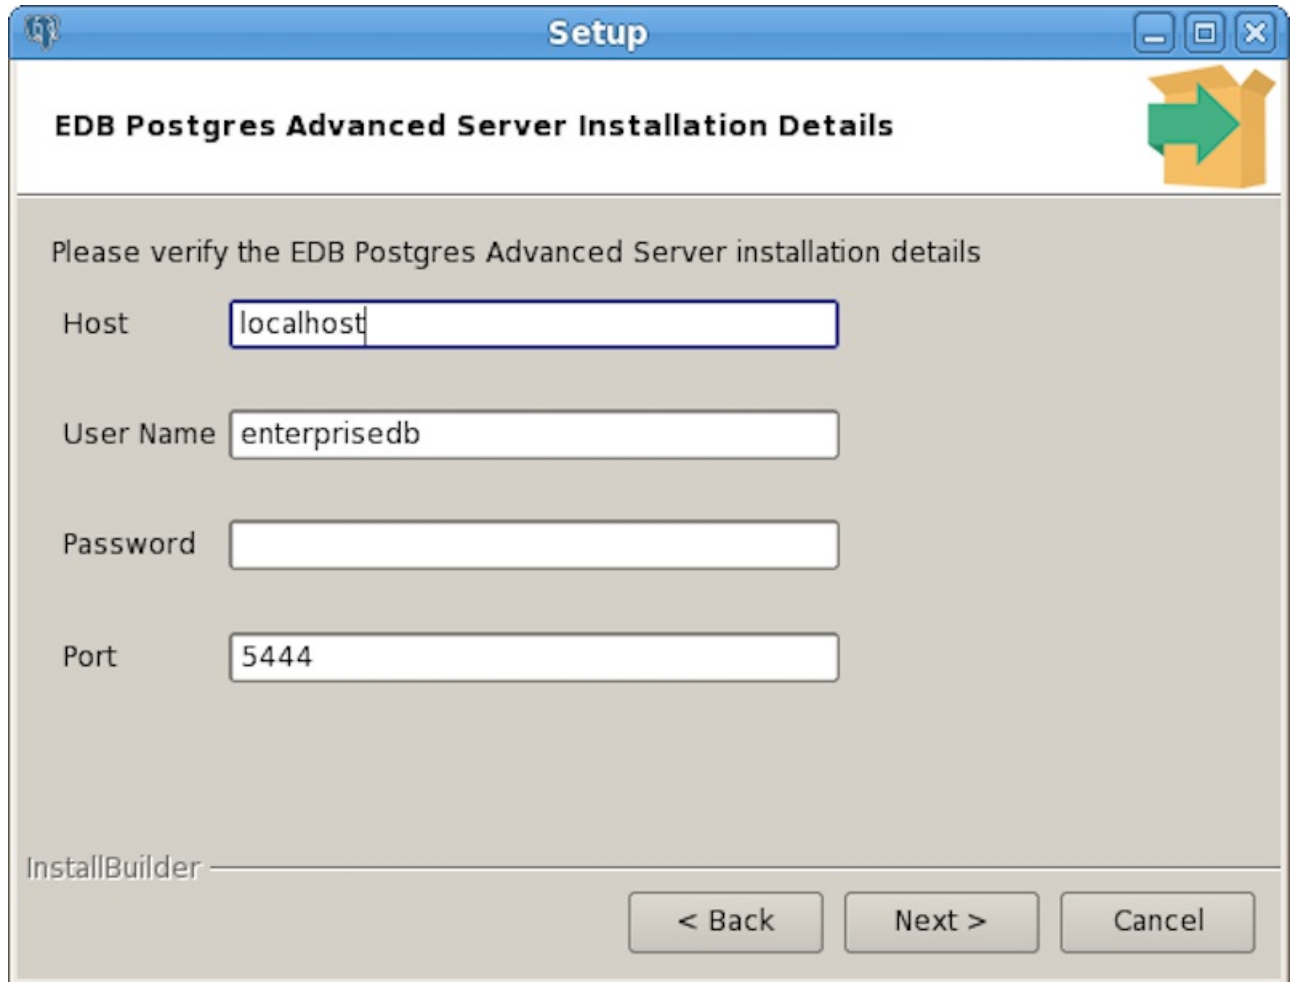 Setup
EDB Postgres Advanced Server Installation Details
Please verify the EDB Postgres Advanced Server installation details
Host localhost
User Name enterprisedb
Password
Port 5444
InstallBuilder
< Back Next > Cancel